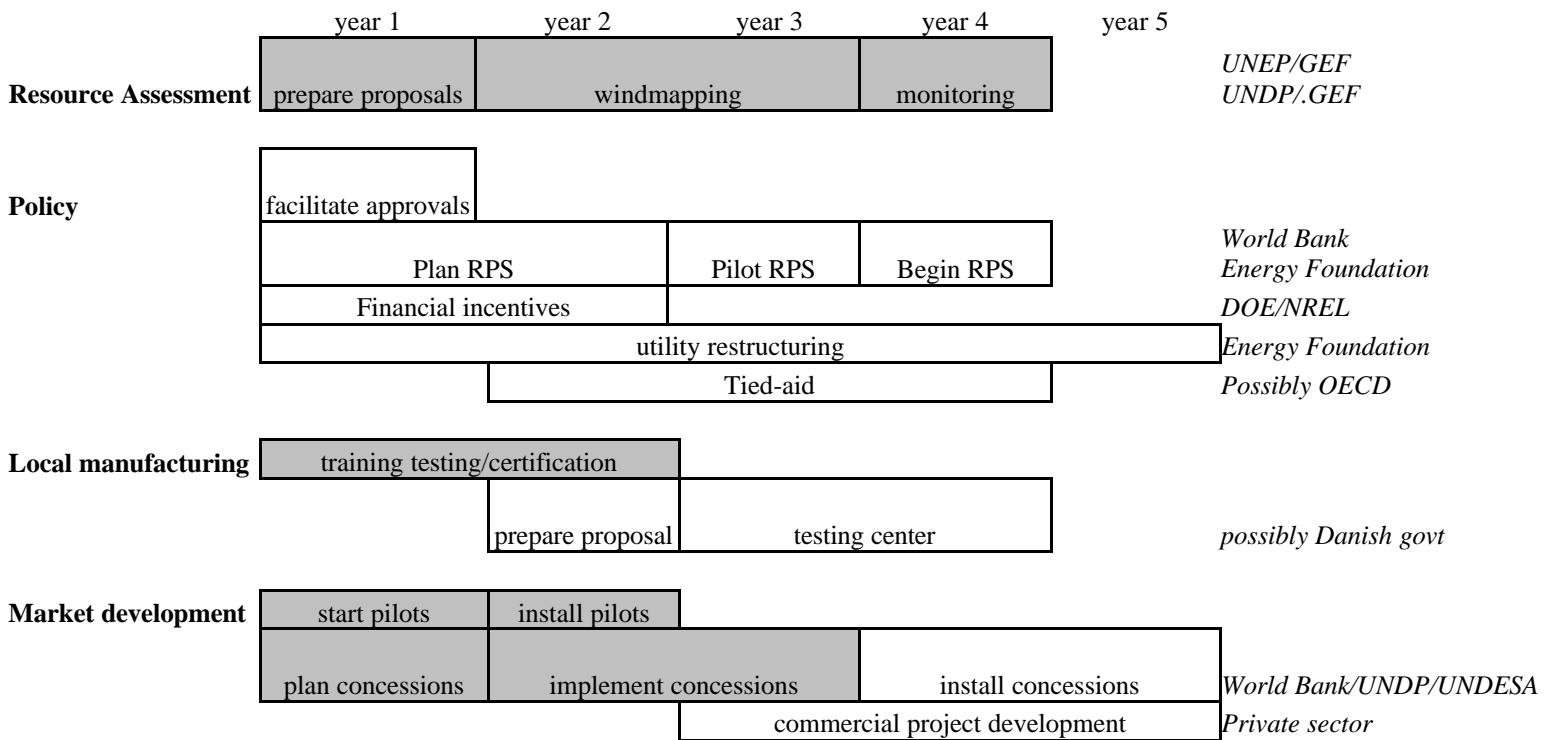 year 1 year 2 year 3 year 4 year 5
UNEP/GEF
Resource Assessment prepare proposals windmapping monitoring UNDP/.GEF
Policy facilitate approvals
World Bank
Plan RPS Pilot RPS Begin RPS Energy Foundation
Financial incentives DOE/NREL
utility restructuring Energy Foundation
Tied-aid Possibly OECD
Local manufacturing training testing/certification
prepare proposal testing center possibly Danish govt
Market development start pilots install pilots
plan concessions implement concessions install concessions World Bank/UNDP/UNDESA
commercial project development Private sector